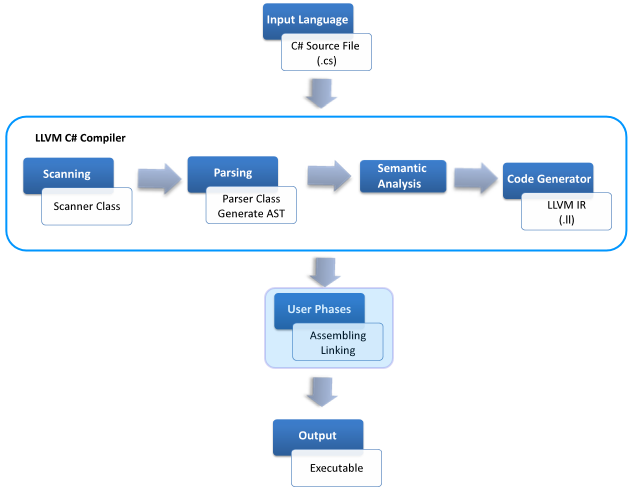 Input Language
C# Source File
(.cs)
LLVM C# Compiler
Scanning
Scanner Class
Parsing
Parser Class
Generate AST
Semantic
Analysis
Code Generator
LLVM IR
(.ll)
User Phases
Assembling
Linking
Output
Executable